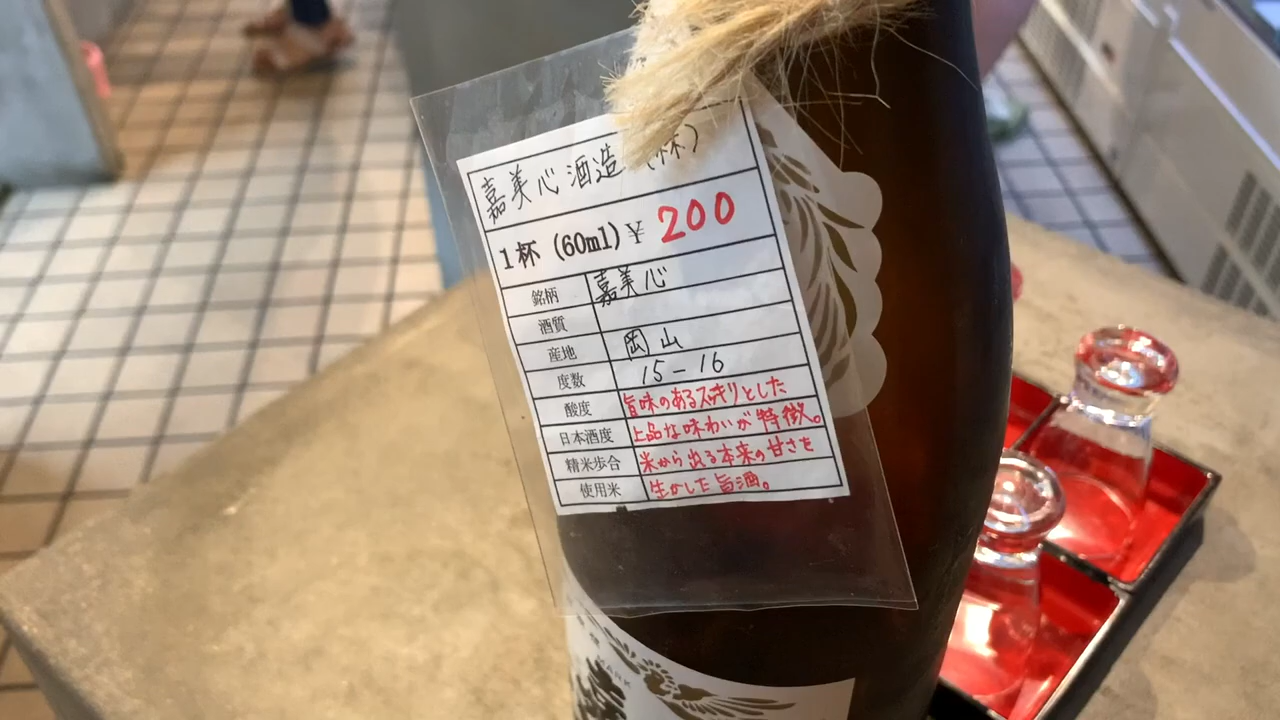 嘉美心酒造 (株)
1杯 (60ml) ¥ 200
銘柄 嘉美心
酒質
産地 岡山
度数 15-16
酸度 旨味のあるスッキリとした
日本酒度 上品な味わいが特徴。
精米歩合 米から出る本来の甘さを
使用米 生かした旨酒。
MARK